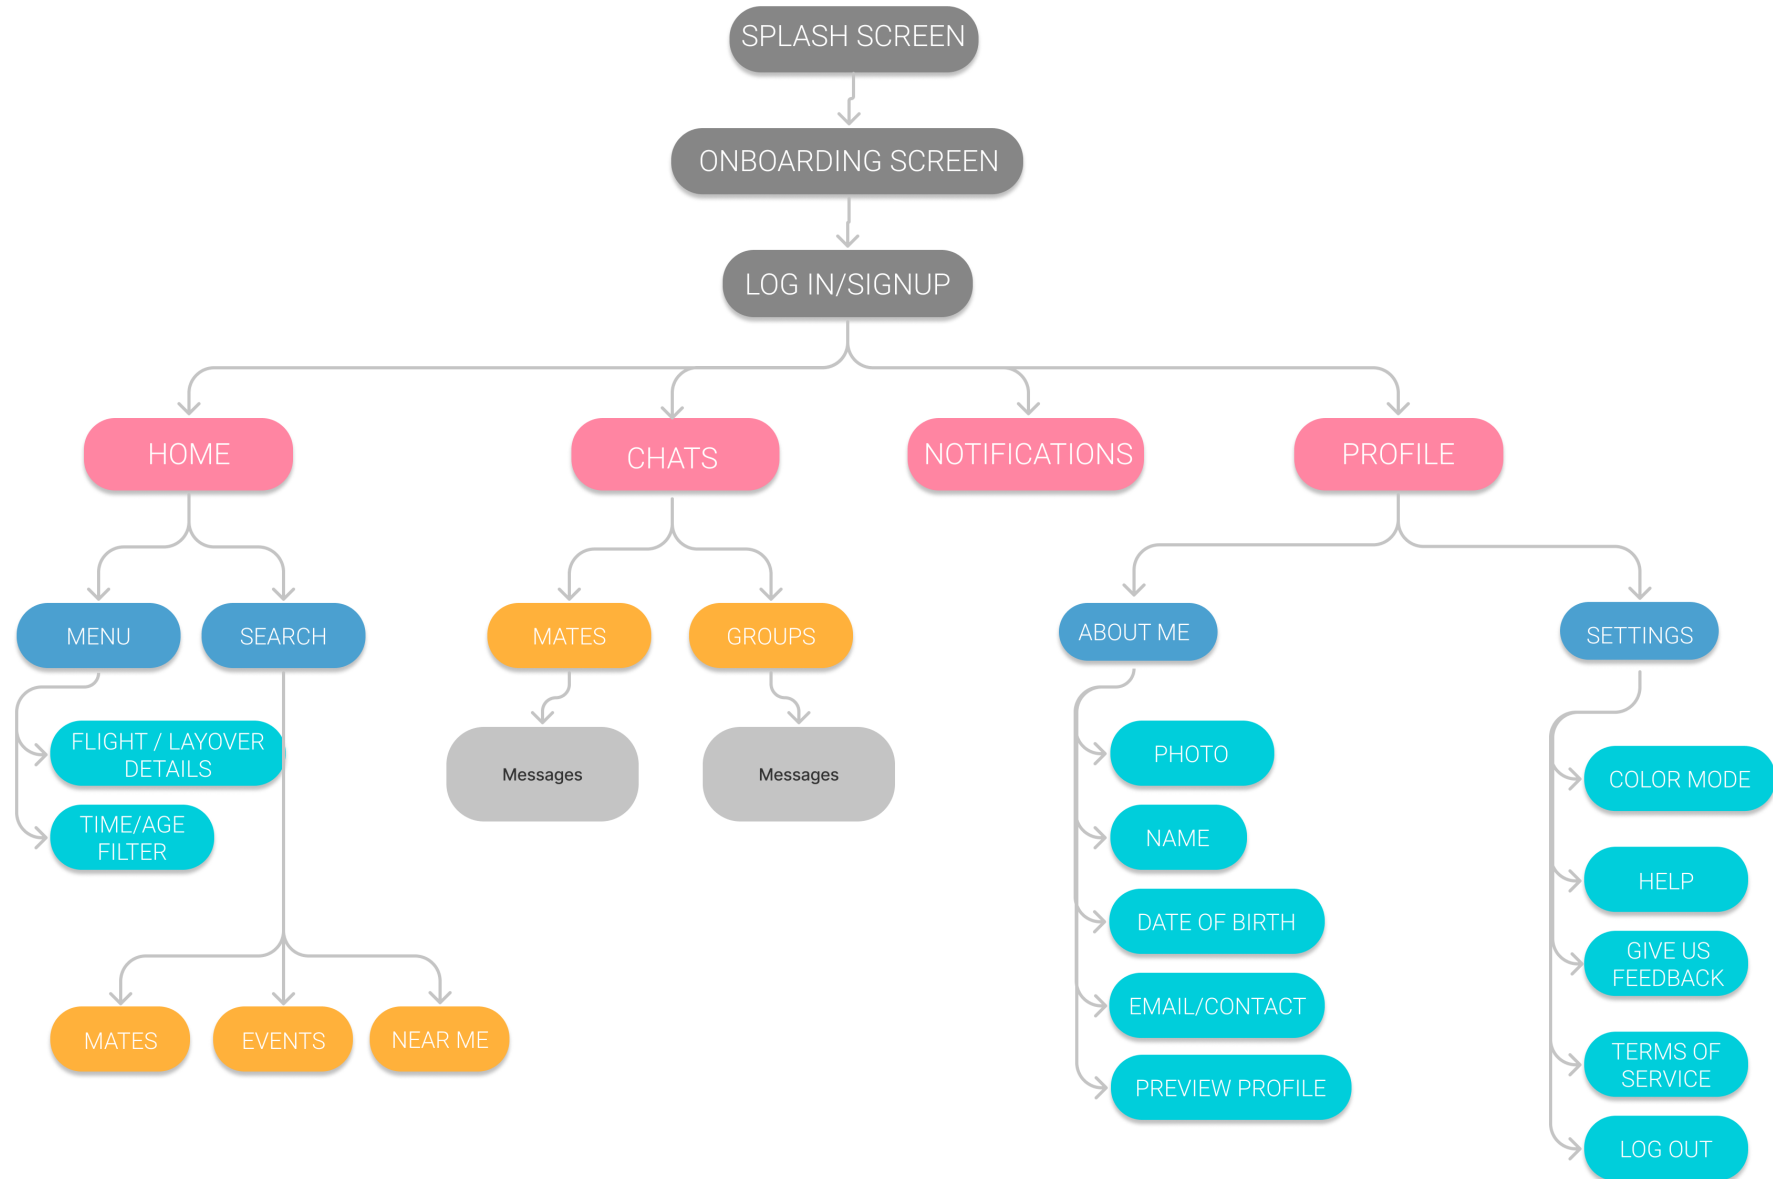 SPLASH SCREEN
ONBOARDING SCREEN
LOG IN/SIGNUP
HOME
CHATS
NOTIFICATIONS
PROFILE
MENU
SEARCH
MATES
GROUPS
ABOUT ME
SETTINGS
FLIGHT / LAYOVER
DETAILS
TIME/AGE
FILTER
Messages
Messages
PHOTO
NAME
DATE OF BIRTH
EMAIL/CONTACT
PREVIEW PROFILE
COLOR MODE
HELP
GIVE US
FEEDBACK
TERMS OF
SERVICE
LOG OUT
MATES
EVENTS
NEAR ME